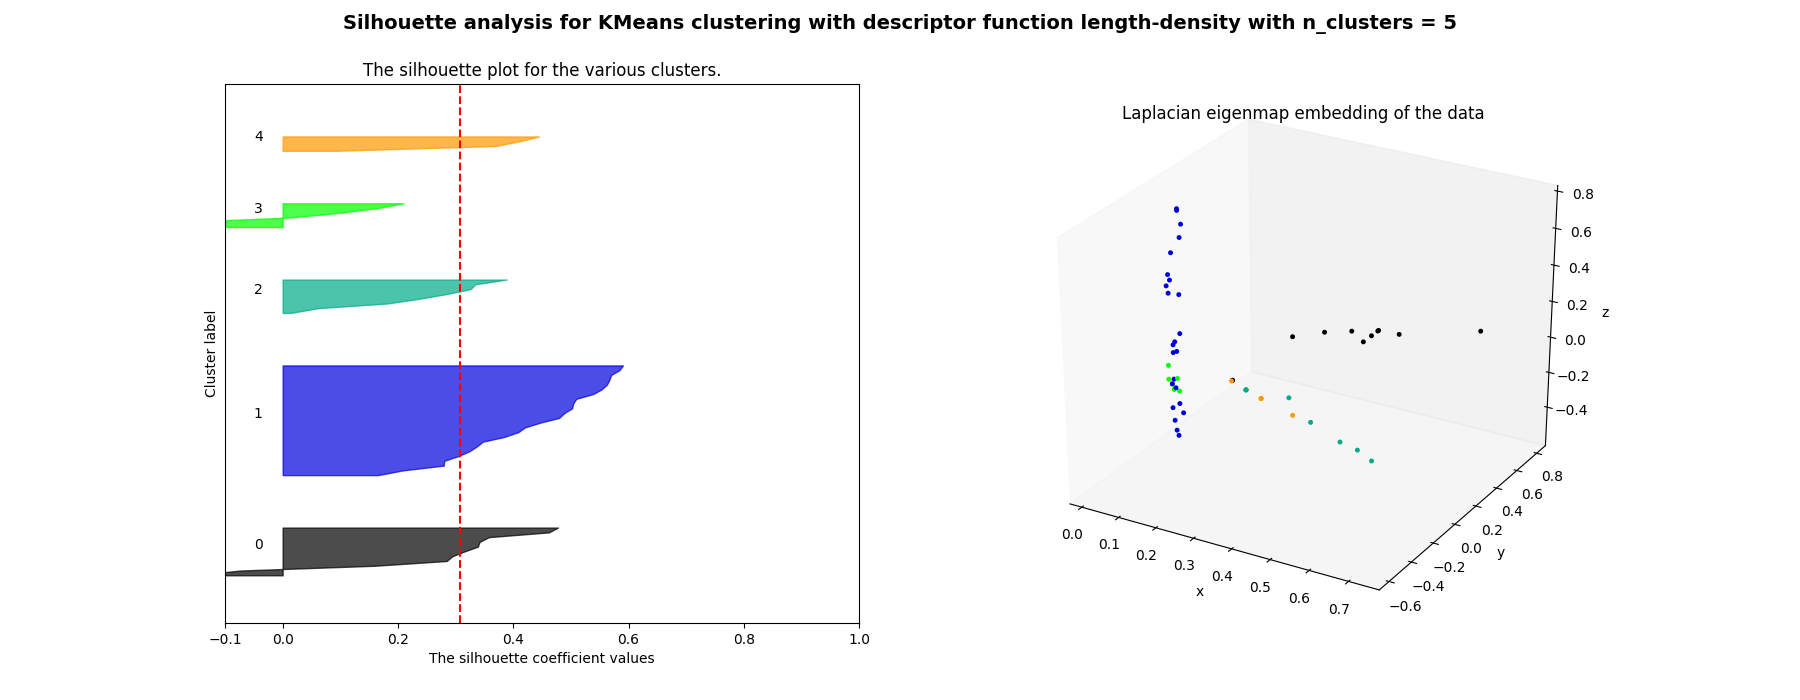 Silhouette analysis for KMeans clustering with descriptor function length-density with n_clusters = 5
The silhouette plot for the various clusters.
4
3
2
1
0
Cluster label
−0.1 0.0 0.2 0.4 0.6 0.8 1.0
The silhouette coefficient values
Laplacian eigenmap embedding of the data
0.8
0.6
0.4
0.2
0.0
−0.2
−0.4
z
0.8
0.6
0.4
0.2
0.0
−0.2
−0.4
−0.6
y
0.0 0.1 0.2 0.3 0.4 0.5 0.6 0.7
x